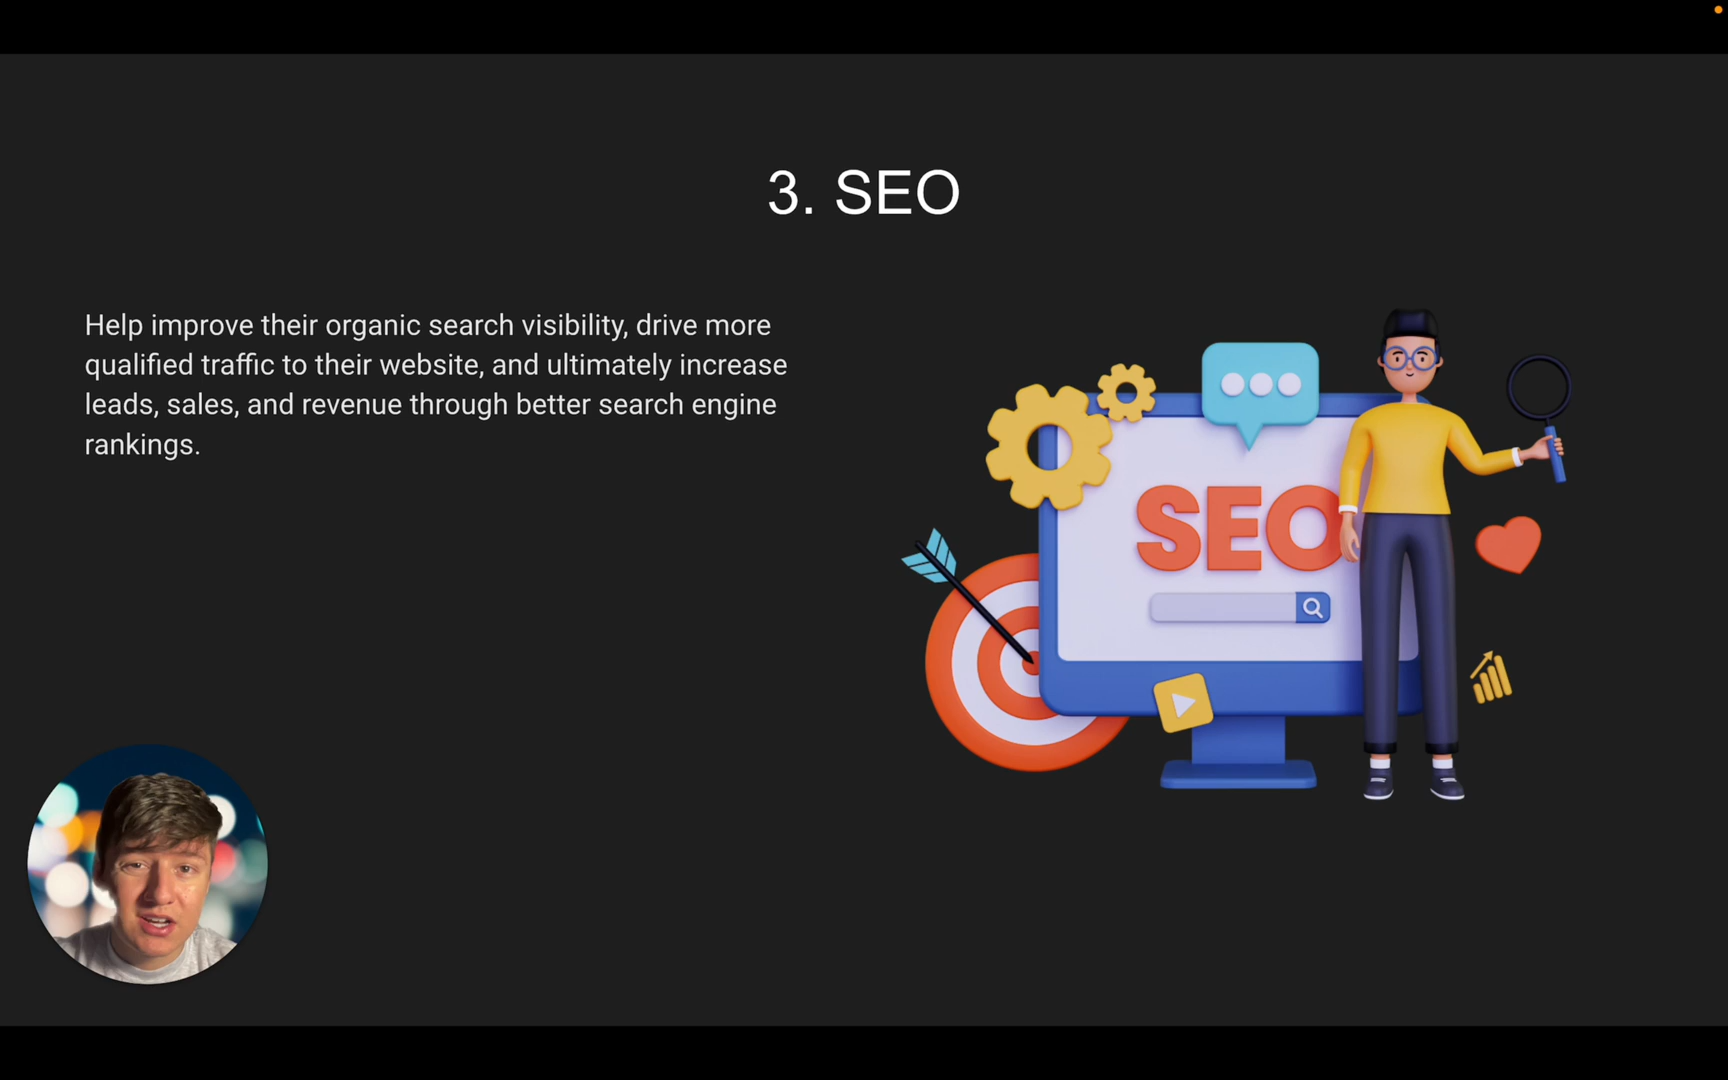 3. SEO
Help improve their organic search visibility, drive more
qualified traffic to their website, and ultimately increase
leads, sales, and revenue through better search engine
rankings.
SEO